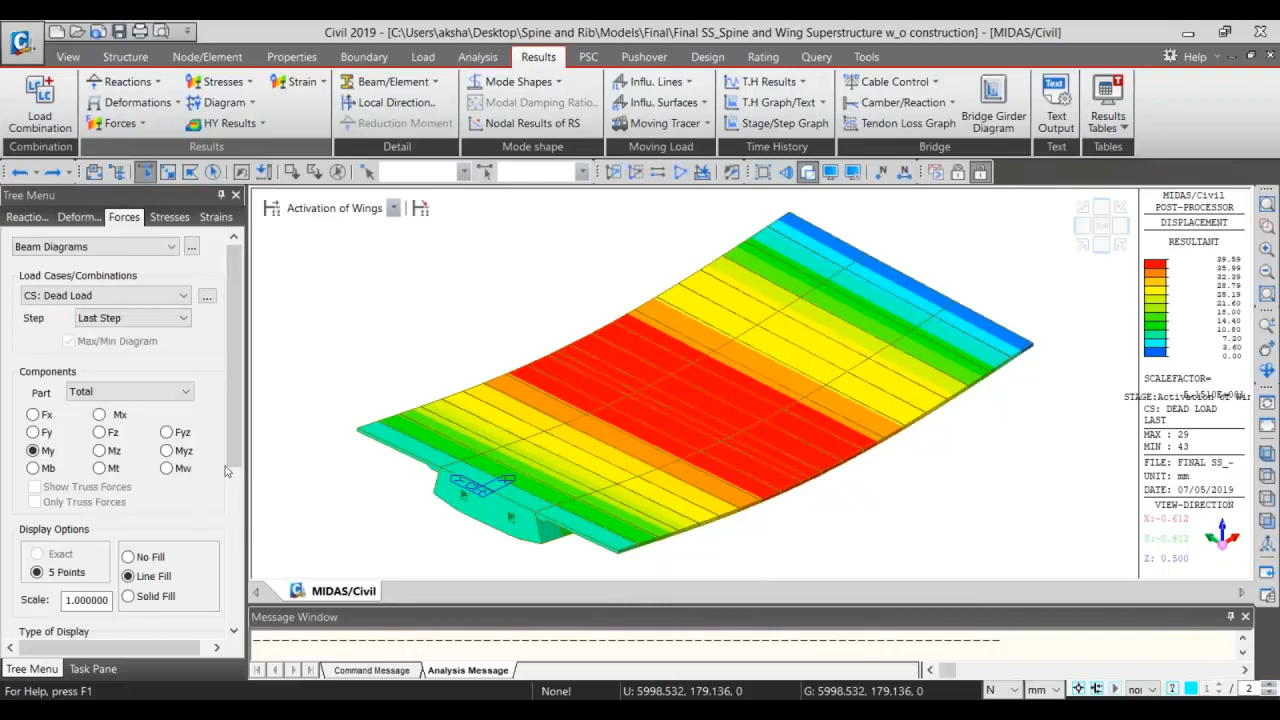 Civil 2019 - [C:\Users\aksha\Desktop\Spine and Rib\Models\Final\Final SS_Spine and Wing Superstructure w_o construction] - [MIDAS/Civil]
View Structure Node/Element Properties Boundary Load Analysis Results PSC Pushover Design Rating Query Tools Help
Load Combination
Combination
Reactions
Deformations
Forces
Stresses
Diagram
HY Results
Strain
Results
Beam/Element
Local Direction..
Reduction Moment
Detail
Mode Shapes
Modal Damping Ratio..
Nodal Results of RS
Mode shape
Influ. Lines
Influ. Surfaces
Moving Tracer
Moving Load
T.H Results
T.H Graph/Text
Stage/Step Graph
Time History
Cable Control
Camber/Reaction
Tendon Loss Graph
Bridge Girder Diagram
Bridge
Text Output
Text
Results Tables
Tables
Tree Menu
Reactio... Deform... Forces Stresses Strains
Beam Diagrams ...
Load Cases/Combinations
CS: Dead Load ...
Step Last Step
Max/Min Diagram
Components
Part Total
Fx Mx
Fy Fz Fyz
My Mz Myz
Mb Mt Mw
Show Truss Forces
Only Truss Forces
Display Options
Exact
5 Points
No Fill
Line Fill
Solid Fill
Scale: 1.000000
Type of Display
Tree Menu Task Pane
Activation of Wings
MIDAS/Civil
POST-PROCESSOR
DISPLACEMENT
RESULTANT
39.59
35.99
32.39
28.79
25.19
21.60
18.00
14.40
10.80
7.20
3.60
0.00
SCALEFACTOR=
CS: DEAD LOAD
LAST
MAX : 29
MIN : 43
FILE: FINAL SS_~
UNIT: mm
DATE: 07/05/2019
VIEW-DIRECTION
X:-0.612
Y:-0.612
Z: 0.500
MIDAS/Civil
Message Window
Command Message Analysis Message
For Help, press F1
None!
U: 5998.532, 179.136, 0
G: 5998.532, 179.136, 0
N mm nor 1 / 2